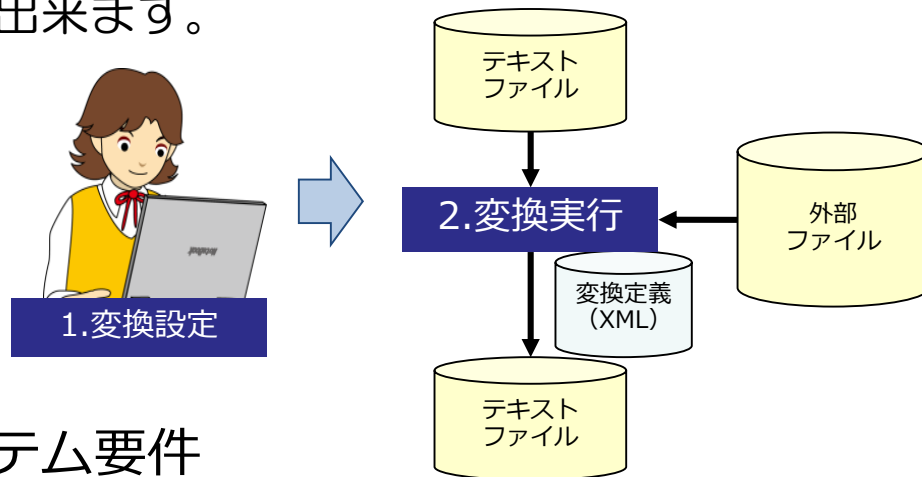 出来ます。
テキスト
ファイル
2.変換実行
外部
ファイル
変換定義
（XML）
1.変換設定
テキスト
ファイル
テム要件